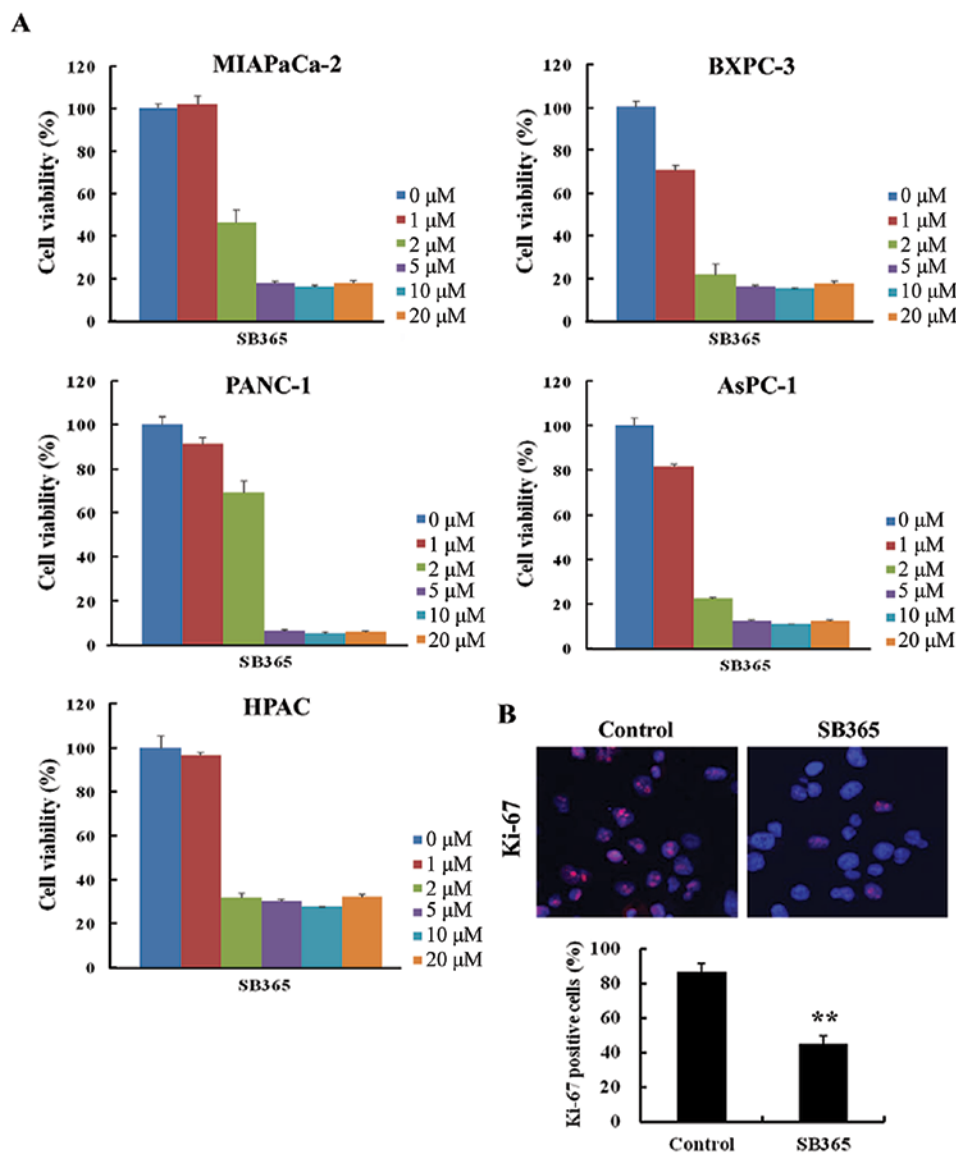 A
MIAPaCa-2
Cell viability (%)
120
100
80
60
40
20
0
SB365
0 μM
1 μM
2 μM
5 μM
10 μM
20 μM
BXPC-3
Cell viability (%)
120
100
80
60
40
20
0
SB365
0 μM
1 μM
2 μM
5 μM
10 μM
20 μM
PANC-1
Cell viability (%)
120
100
80
60
40
20
0
SB365
0 μM
1 μM
2 μM
5 μM
10 μM
20 μM
AsPC-1
Cell viability (%)
120
100
80
60
40
20
0
SB365
0 μM
1 μM
2 μM
5 μM
10 μM
20 μM
HPAC
Cell viability (%)
120
100
80
60
40
20
0
SB365
0 μM
1 μM
2 μM
5 μM
10 μM
20 μM
B
Control
SB365
Ki-67
Ki-67 positive cells (%)
100
80
60
40
20
0
**
Control
SB365